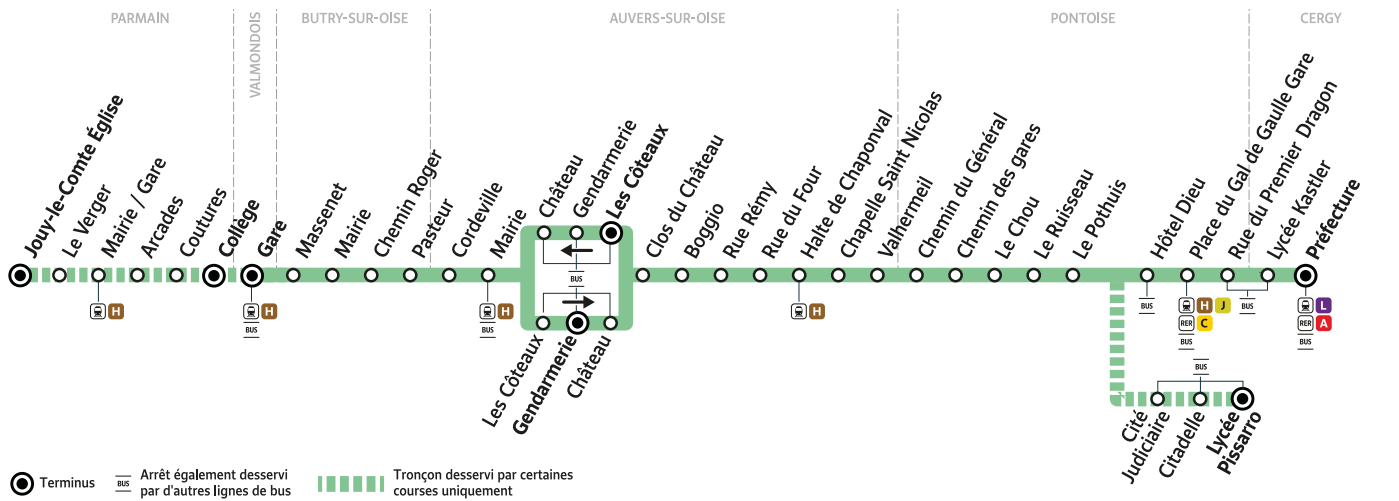 PARMAIN
VALMONDOIS
BUTRY-SUR-OISE
AUVERS-SUR-OISE
PONTOISE
CERGY
Jouy-le-Comte Église
Le Verger
Mairie / Gare
Arcades
Coutures
Collège
Gare
Massenet
Mairie
Chemin Roger
Pasteur
Cordeville
Mairie
Château
Gendarmerie
Les Côteaux
Clos du Château
Boggio
Rue Rémy
Rue du Four
Halte de Chaponval
Chapelle Saint Nicolas
Valhermeil
Chemin du Général
Chemin des gares
Le Chou
Le Ruisseau
Le Pothuis
Hôtel Dieu
Place du Gal de Gaulle Gare
Rue du Premier Dragon
Lycée Kastler
Préfecture
BUS
H
H
BUS
H
BUS
BUS
Les Côteaux
Gendarmerie
Château
H
BUS
H J
RER C
BUS
BUS
L
RER A
BUS
BUS
Cité
Judiciaire
Citadelle
Lycée
Pissarro
Terminus
BUS
Arrêt également desservi
par d'autres lignes de bus
Tronçon desservi par certaines
courses uniquement